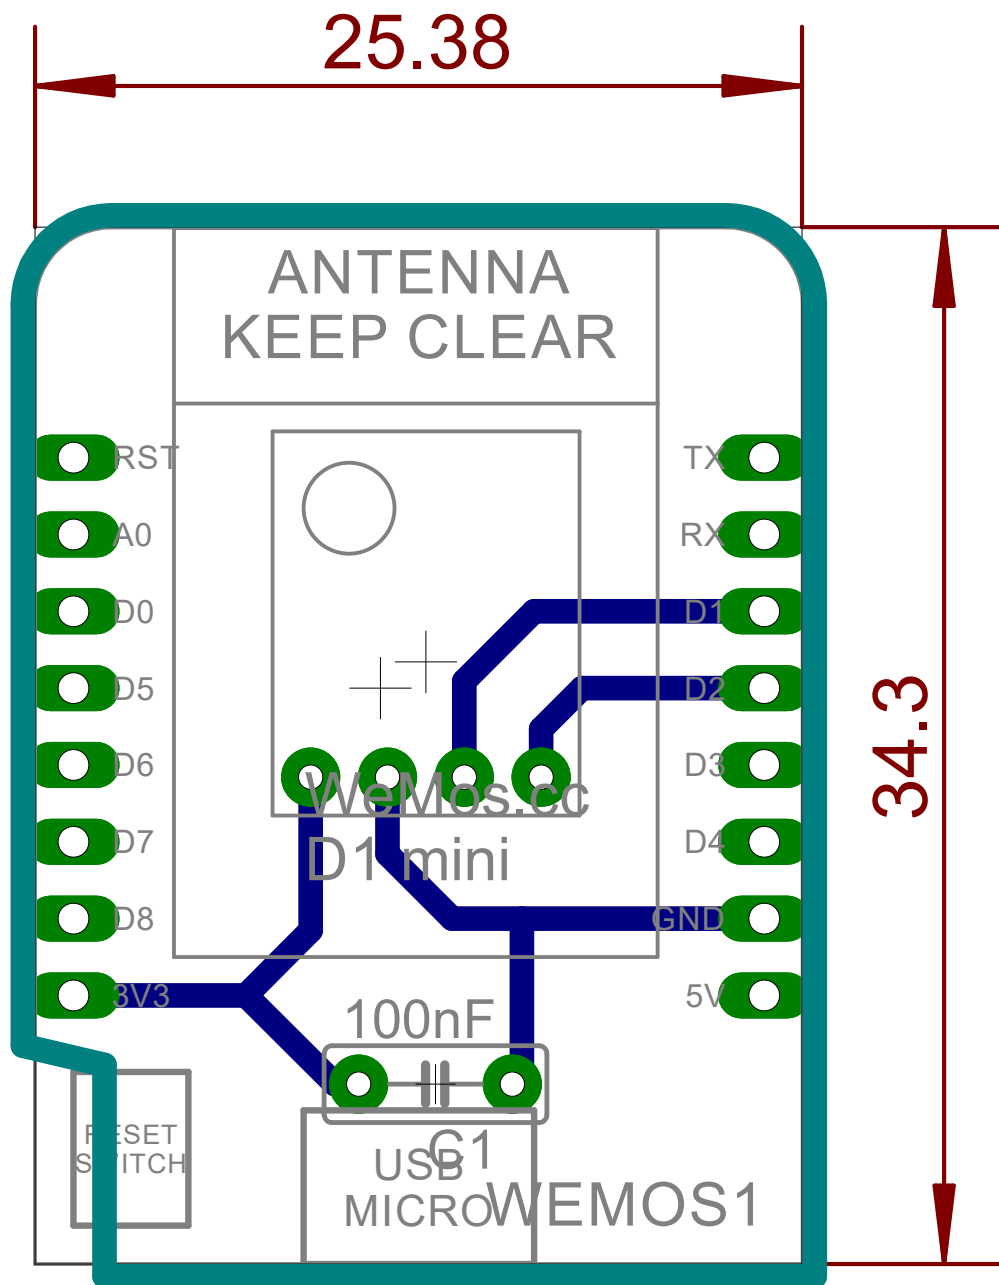 25.38
ANTENNA
KEEP CLEAR
RST
TX
A0
RX
D0
D1
D5
D2
34.3
D6
D3
WeMos.cc
D1 mini
D7
D4
D8
GND
3V3
5V
100nF
RESET
SWITCH
C1
USB
MICRO
WEMOS1